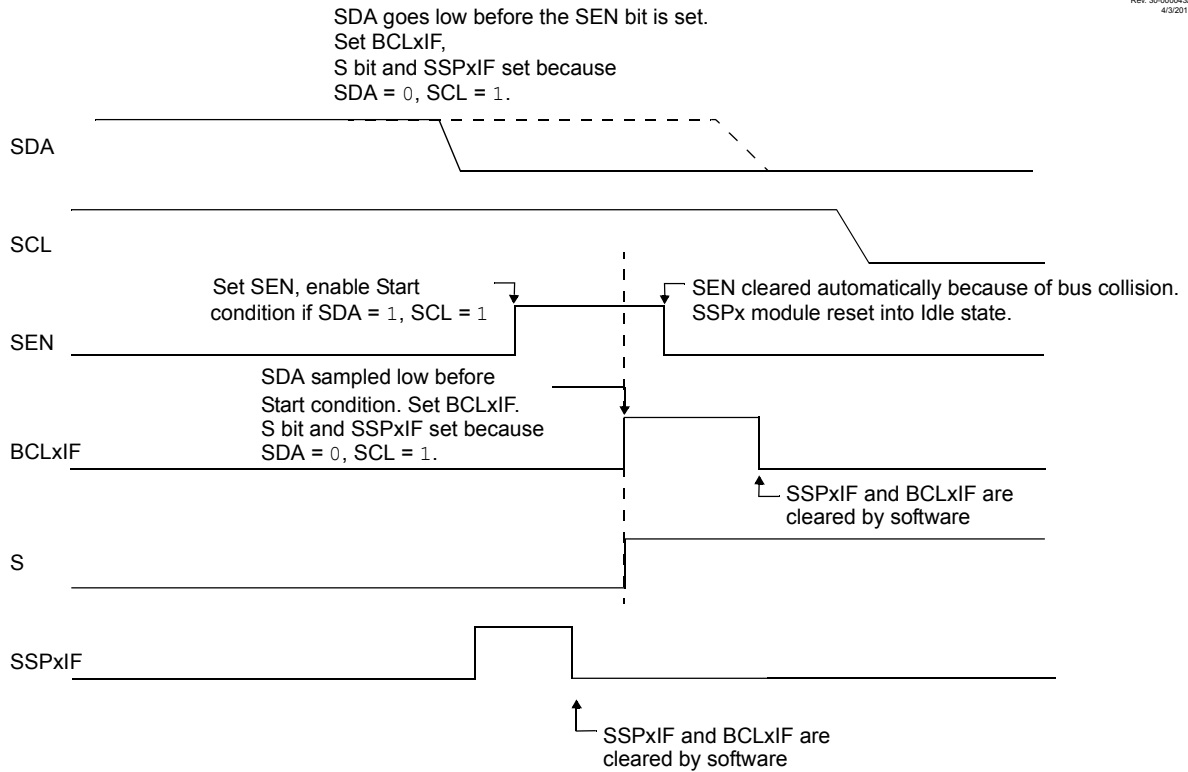 4/3/201
SDA goes low before the SEN bit is set.
Set BCLxIF,
S bit and SSPxIF set because
SDA = 0, SCL = 1.
SDA
SCL
Set SEN, enable Start
condition if SDA = 1, SCL = 1
SEN cleared automatically because of bus collision.
SSPx module reset into Idle state.
SEN
SDA sampled low before
Start condition. Set BCLxIF.
S bit and SSPxIF set because
SDA = 0, SCL = 1.
BCLxIF
SSPxIF and BCLxIF are
cleared by software
S
SSPxIF
SSPxIF and BCLxIF are
cleared by software